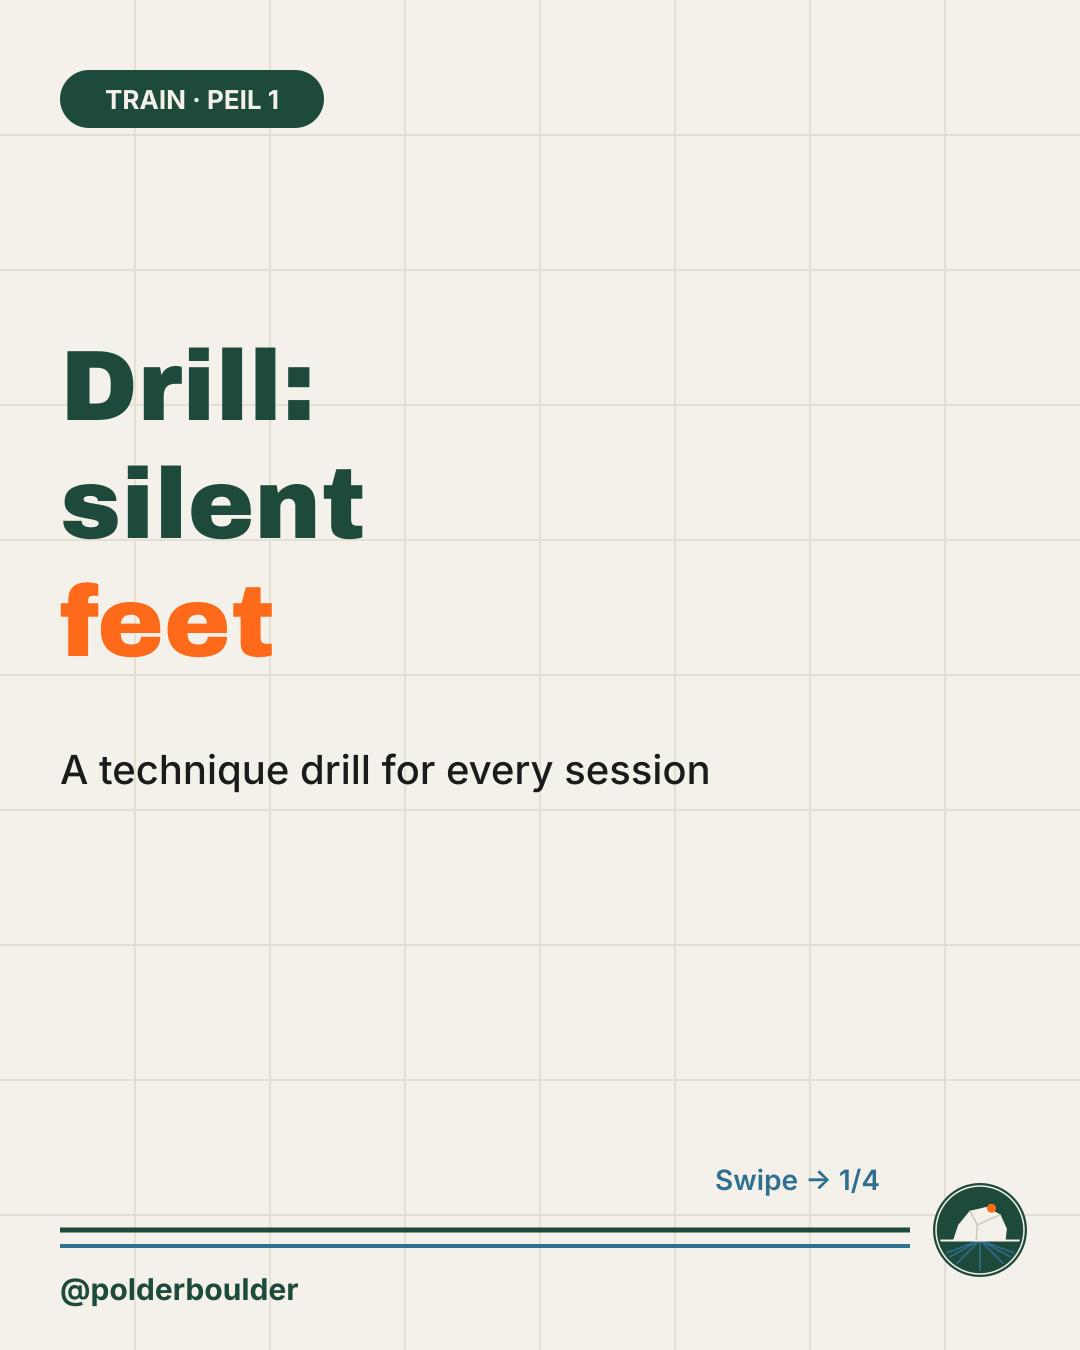 TRAIN · PEIL 1
Drill:
silent
feet
A technique drill for every session
Swipe → 1/4
@polderboulder